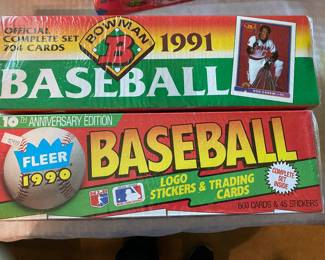 OFFICIAL
COMPLETE SET
704 CARDS
BOWMAN
B
1991
BASEBALL
10TH ANNIVERSARY EDITION
FLEER
1990
BASEBALL
LOGO
STICKERS & TRADING
CARDS
COMPLETE
SET
INSIDE
660 CARDS & 45 STICKERS